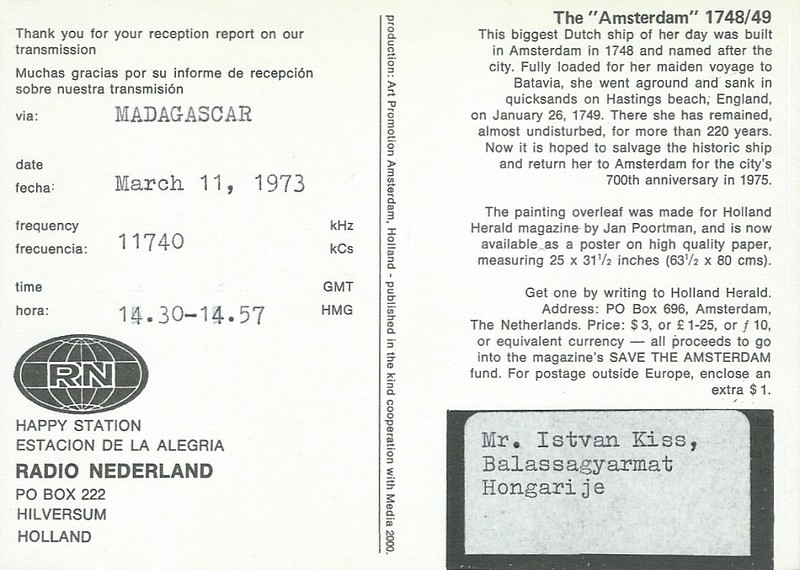 Thank you for your reception report on our
transmission
Muchas gracias por su informe de recepción
sobre nuestra transmisión
via: MADAGASCAR
date
fecha: March 11, 1973
frequency kHz
frecuencia: 11740 kCs
time GMT
hora: 14.30-14.57 HMG
RN
HAPPY STATION
ESTACION DE LA ALEGRIA
RADIO NEDERLAND
PO BOX 222
HILVERSUM
HOLLAND
production: Art Promotion Amsterdam, Holland - published in the kind cooperation with Media 2000.
The "Amsterdam" 1748/49
This biggest Dutch ship of her day was built
in Amsterdam in 1748 and named after the
city. Fully loaded for her maiden voyage to
Batavia, she went aground and sank in
quicksands on Hastings beach, England,
on January 26, 1749. There she has remained,
almost undisturbed, for more than 220 years.
Now it is hoped to salvage the historic ship
and return her to Amsterdam for the city's
700th anniversary in 1975.
The painting overleaf was made for Holland
Herald magazine by Jan Poortman, and is now
available as a poster on high quality paper,
measuring 25 x 31 1/2 inches (63 1/2 x 80 cms).
Get one by writing to Holland Herald.
Address: PO Box 696, Amsterdam,
The Netherlands. Price: $ 3, or £ 1-25, or ƒ 10,
or equivalent currency — all proceeds to go
into the magazine's SAVE THE AMSTERDAM
fund. For postage outside Europe, enclose an
extra $ 1.
Mr. Istvan Kiss,
Balassagyarmat
Hongarije